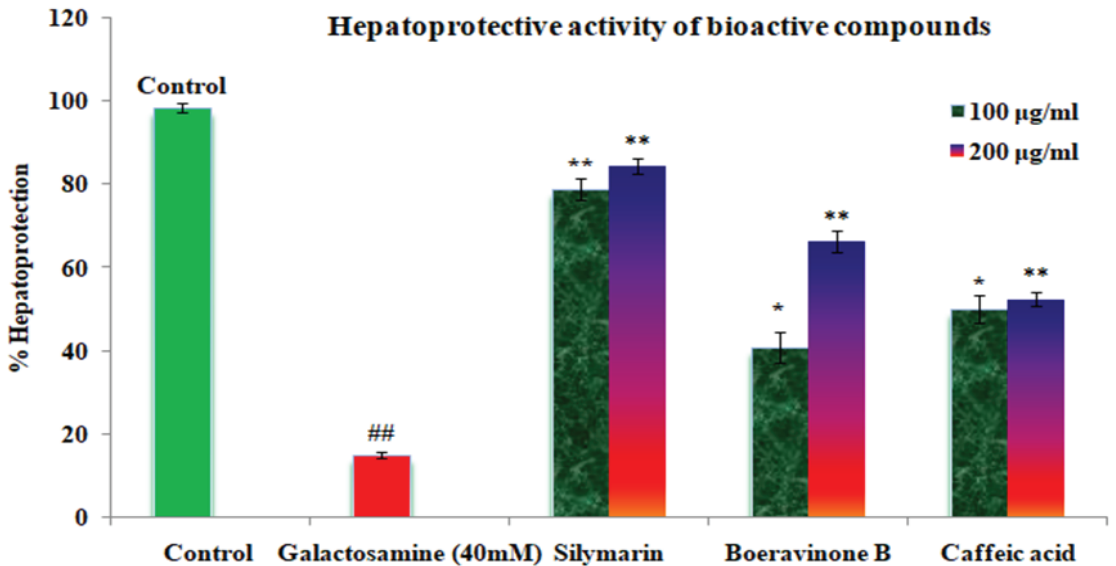 Hepatoprotective activity of bioactive compounds
120
100
80
60
40
20
0
% Hepatoprotection
Control
##
**
**
*
**
*
**
100 µg/ml
200 µg/ml
Control
Galactosamine (40mM)
Silymarin
Boeravinone B
Caffeic acid